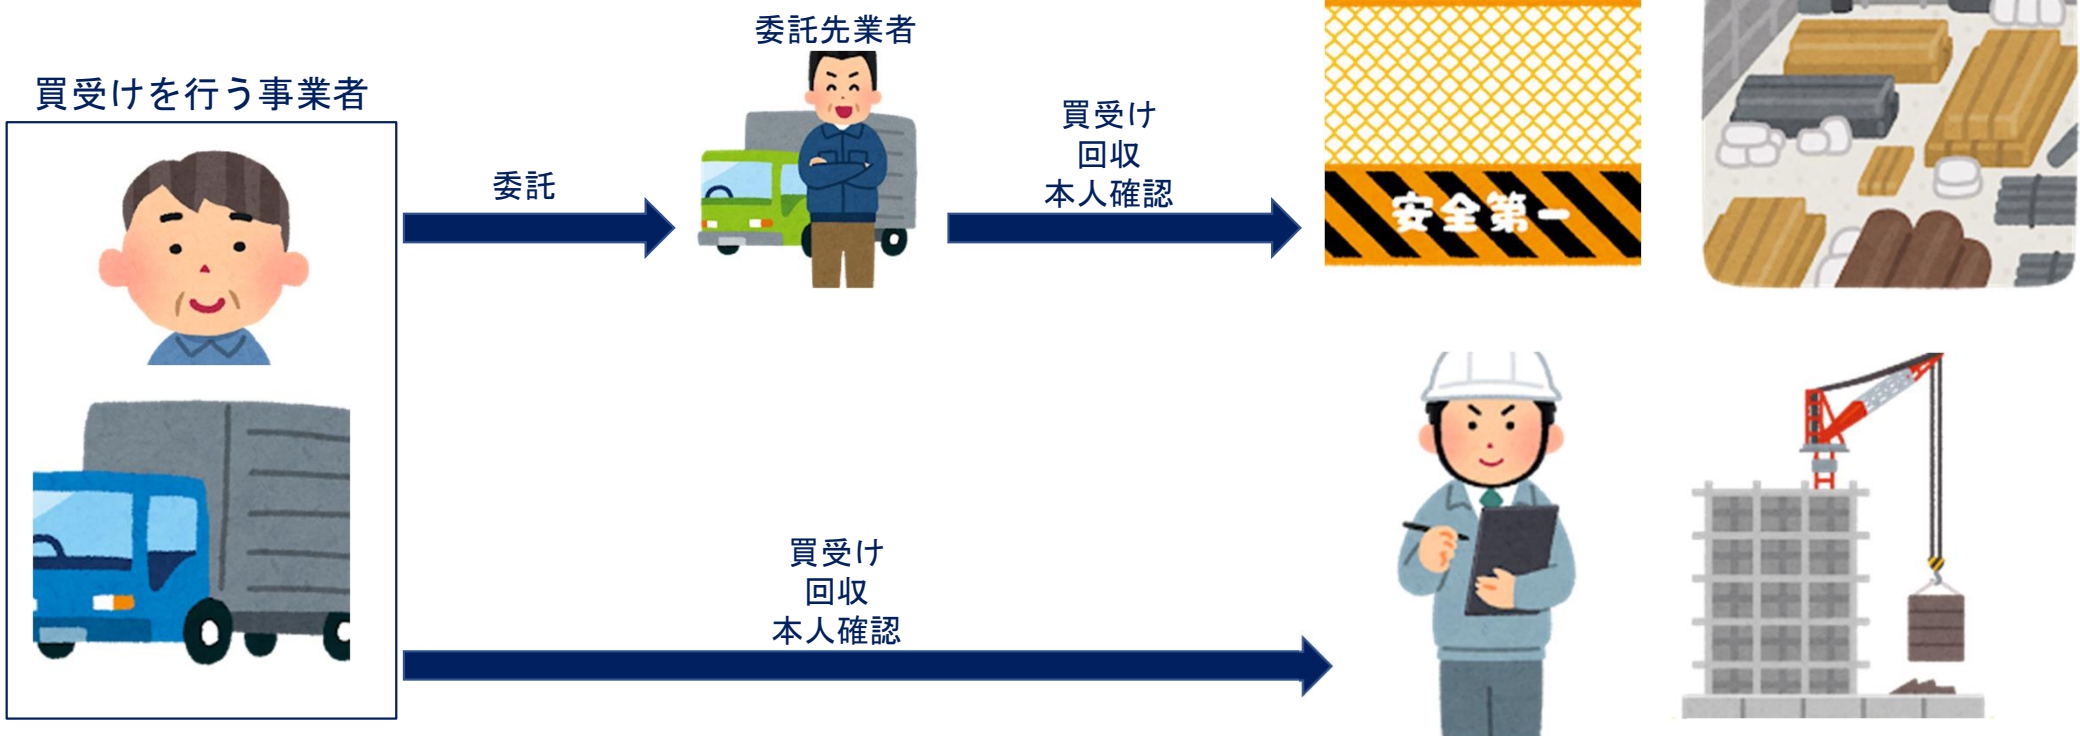 委託先業者
買受けを行う事業者
委託
買受け
回収
本人確認
安全第一
買受け
回収
本人確認